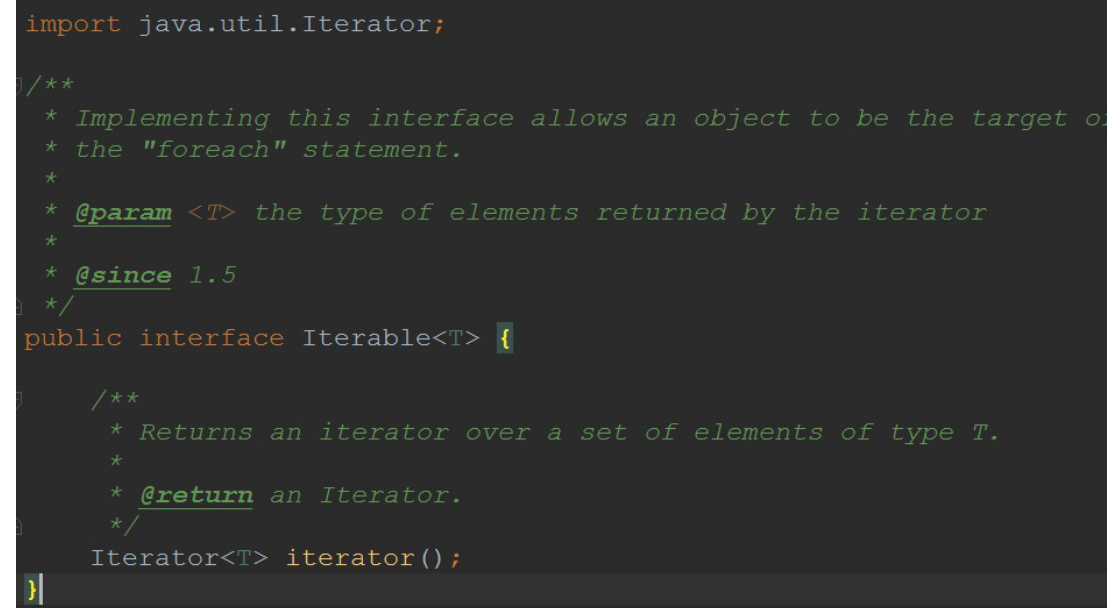 import java.util.Iterator;
/**
* Implementing this interface allows an object to be the target
* the "foreach" statement.
*
* @param <T> the type of elements returned by the iterator
*
* @since 1.5
*/
public interface Iterable<T> {
/**
* Returns an iterator over a set of elements of type T.
*
* @return an Iterator.
*/
Iterator<T> iterator();
}